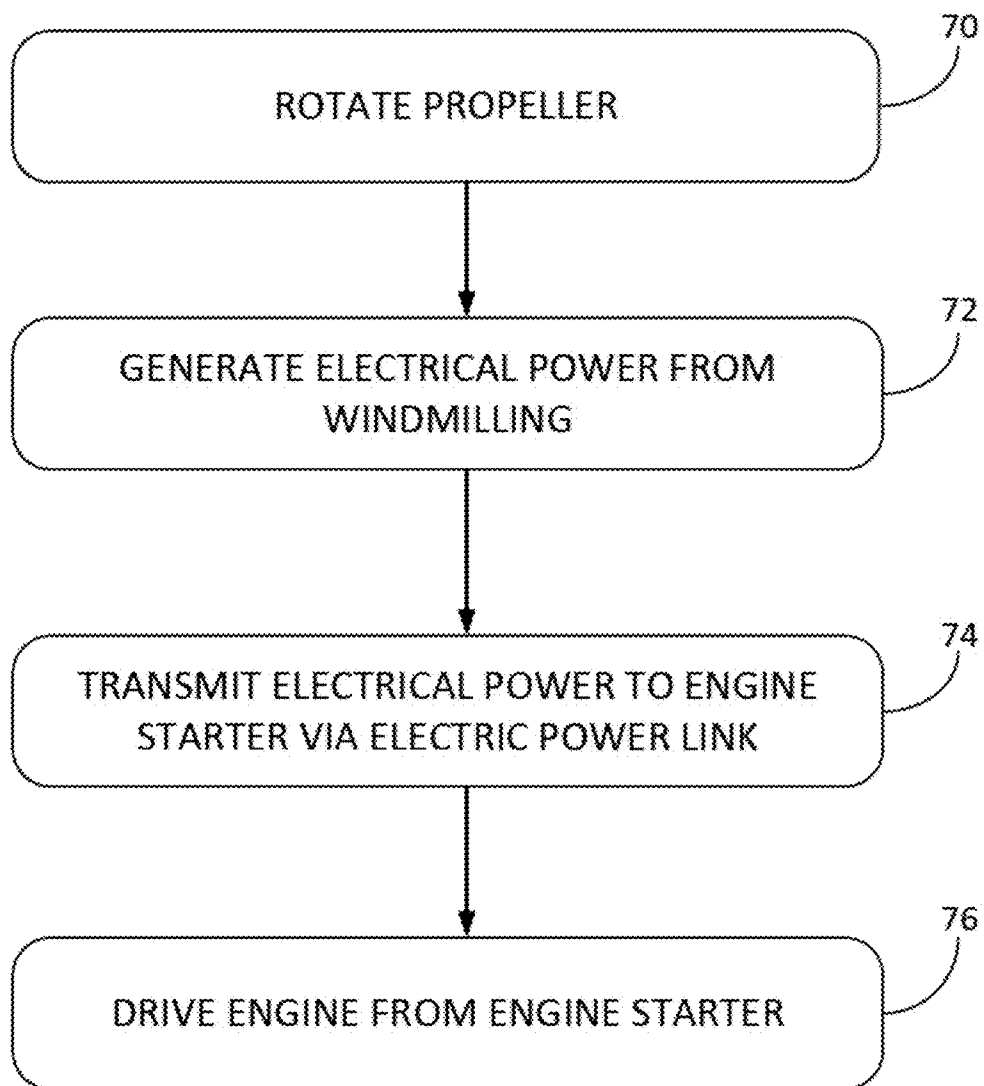 70
ROTATE PROPELLER
72
GENERATE ELECTRICAL POWER FROM
WINDMILLING
74
TRANSMIT ELECTRICAL POWER TO ENGINE
STARTER VIA ELECTRIC POWER LINK
76
DRIVE ENGINE FROM ENGINE STARTER